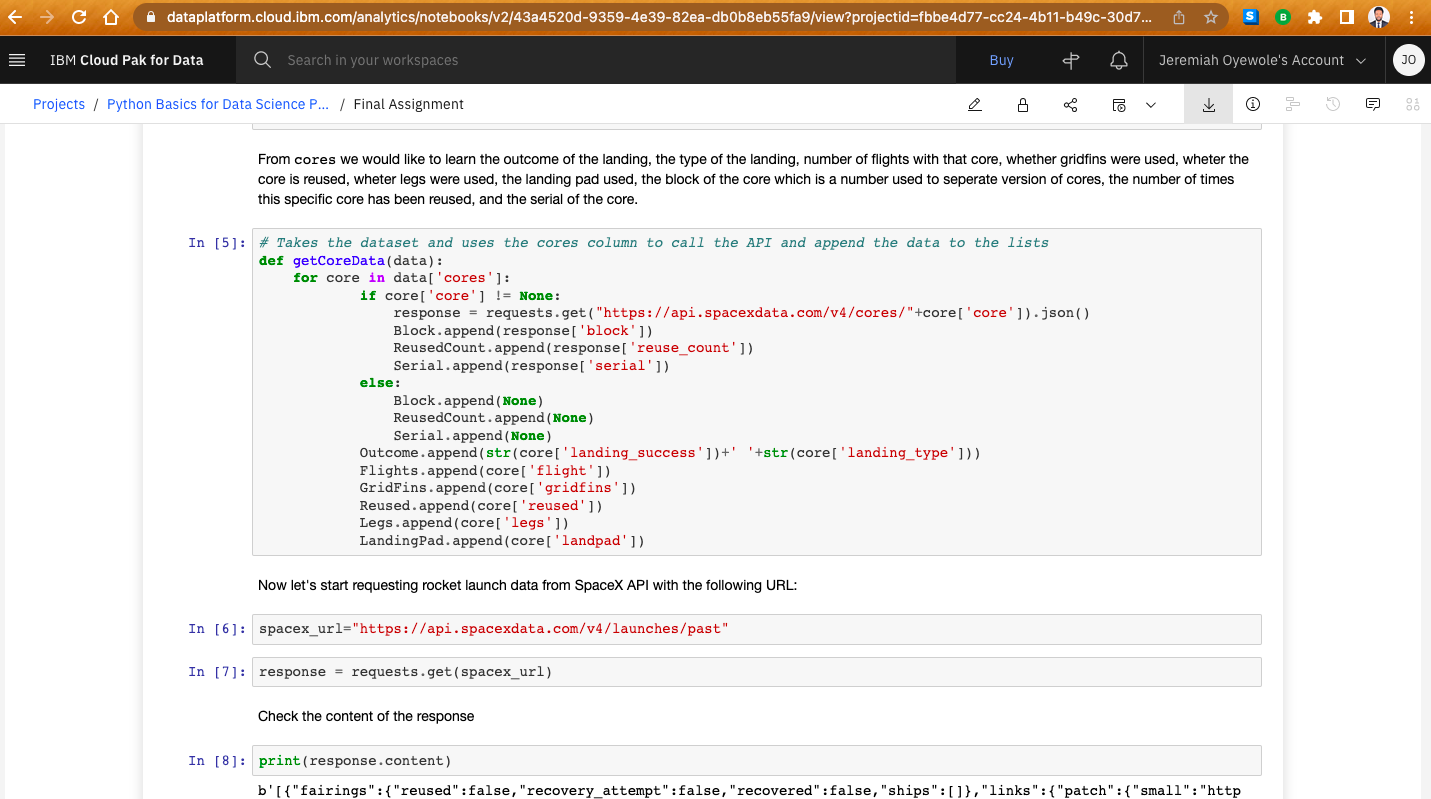 dataplatform.cloud.ibm.com/analytics/notebooks/v2/43a4520d-9359-4e39-82ea-db0b8eb55fa9/view?projectid=fbbe4d77-cc24-4b11-b49c-30d7...
S
B
IBM Cloud Pak for Data
Search in your workspaces
Buy
Jeremiah Oyewole's Account
JO
Projects / Python Basics for Data Science P... / Final Assignment
From cores we would like to learn the outcome of the landing, the type of the landing, number of flights with that core, whether gridfins were used, wheter the
core is reused, wheter legs were used, the landing pad used, the block of the core which is a number used to seperate version of cores, the number of times
this specific core has been reused, and the serial of the core.
In [5]: # Takes the dataset and uses the cores column to call the API and append the data to the lists
def getCoreData(data):
    for core in data['cores']:
            if core['core'] != None:
                response = requests.get("https://api.spacexdata.com/v4/cores/"+core['core']).json()
                Block.append(response['block'])
                ReusedCount.append(response['reuse_count'])
                Serial.append(response['serial'])
            else:
                Block.append(None)
                ReusedCount.append(None)
                Serial.append(None)
            Outcome.append(str(core['landing_success'])+' '+str(core['landing_type']))
            Flights.append(core['flight'])
            GridFins.append(core['gridfins'])
            Reused.append(core['reused'])
            Legs.append(core['legs'])
            LandingPad.append(core['landpad'])
Now let's start requesting rocket launch data from SpaceX API with the following URL:
In [6]: spacex_url="https://api.spacexdata.com/v4/launches/past"
In [7]: response = requests.get(spacex_url)
Check the content of the response
In [8]: print(response.content)
b'[{"fairings":{"reused":false,"recovery_attempt":false,"recovered":false,"ships":[]},"links":{"patch":{"small":"http